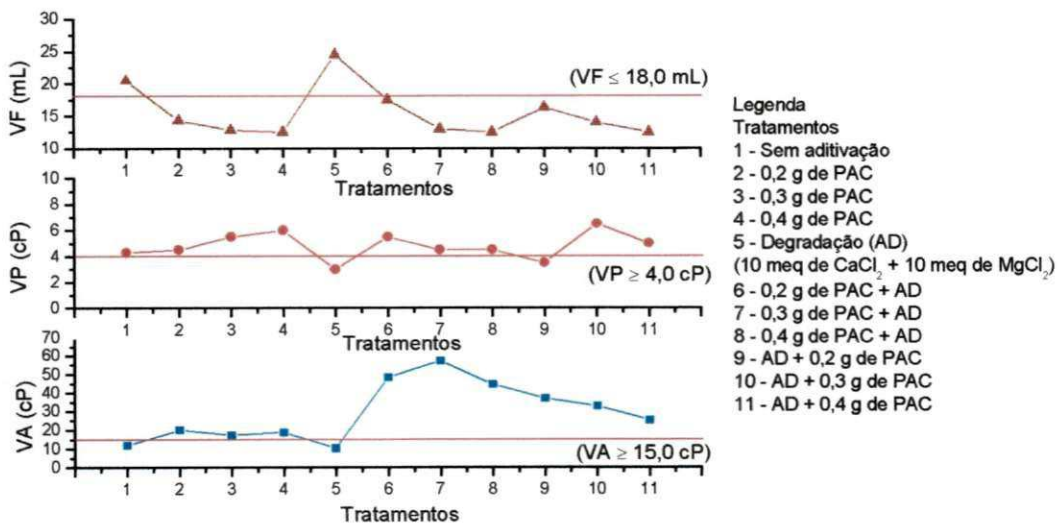 VF (mL)
30
25
20
15
10
(VF ≤ 18,0 mL)
1 2 3 4 5 6 7 8 9 10 11
Tratamentos
VP (cP)
10
8
6
4
2
0
(VP ≥ 4,0 cP)
1 2 3 4 5 6 7 8 9 10 11
Tratamentos
VA (cP)
70
60
50
40
30
20
10
0
(VA ≥ 15,0 cP)
1 2 3 4 5 6 7 8 9 10 11
Tratamentos
Legenda
Tratamentos
1 - Sem aditivação
2 - 0,2 g de PAC
3 - 0,3 g de PAC
4 - 0,4 g de PAC
5 - Degradação (AD)
(10 meq de CaCl₂ + 10 meq de MgCl₂)
6 - 0,2 g de PAC + AD
7 - 0,3 g de PAC + AD
8 - 0,4 g de PAC + AD
9 - AD + 0,2 g de PAC
10 - AD + 0,3 g de PAC
11 - AD + 0,4 g de PAC